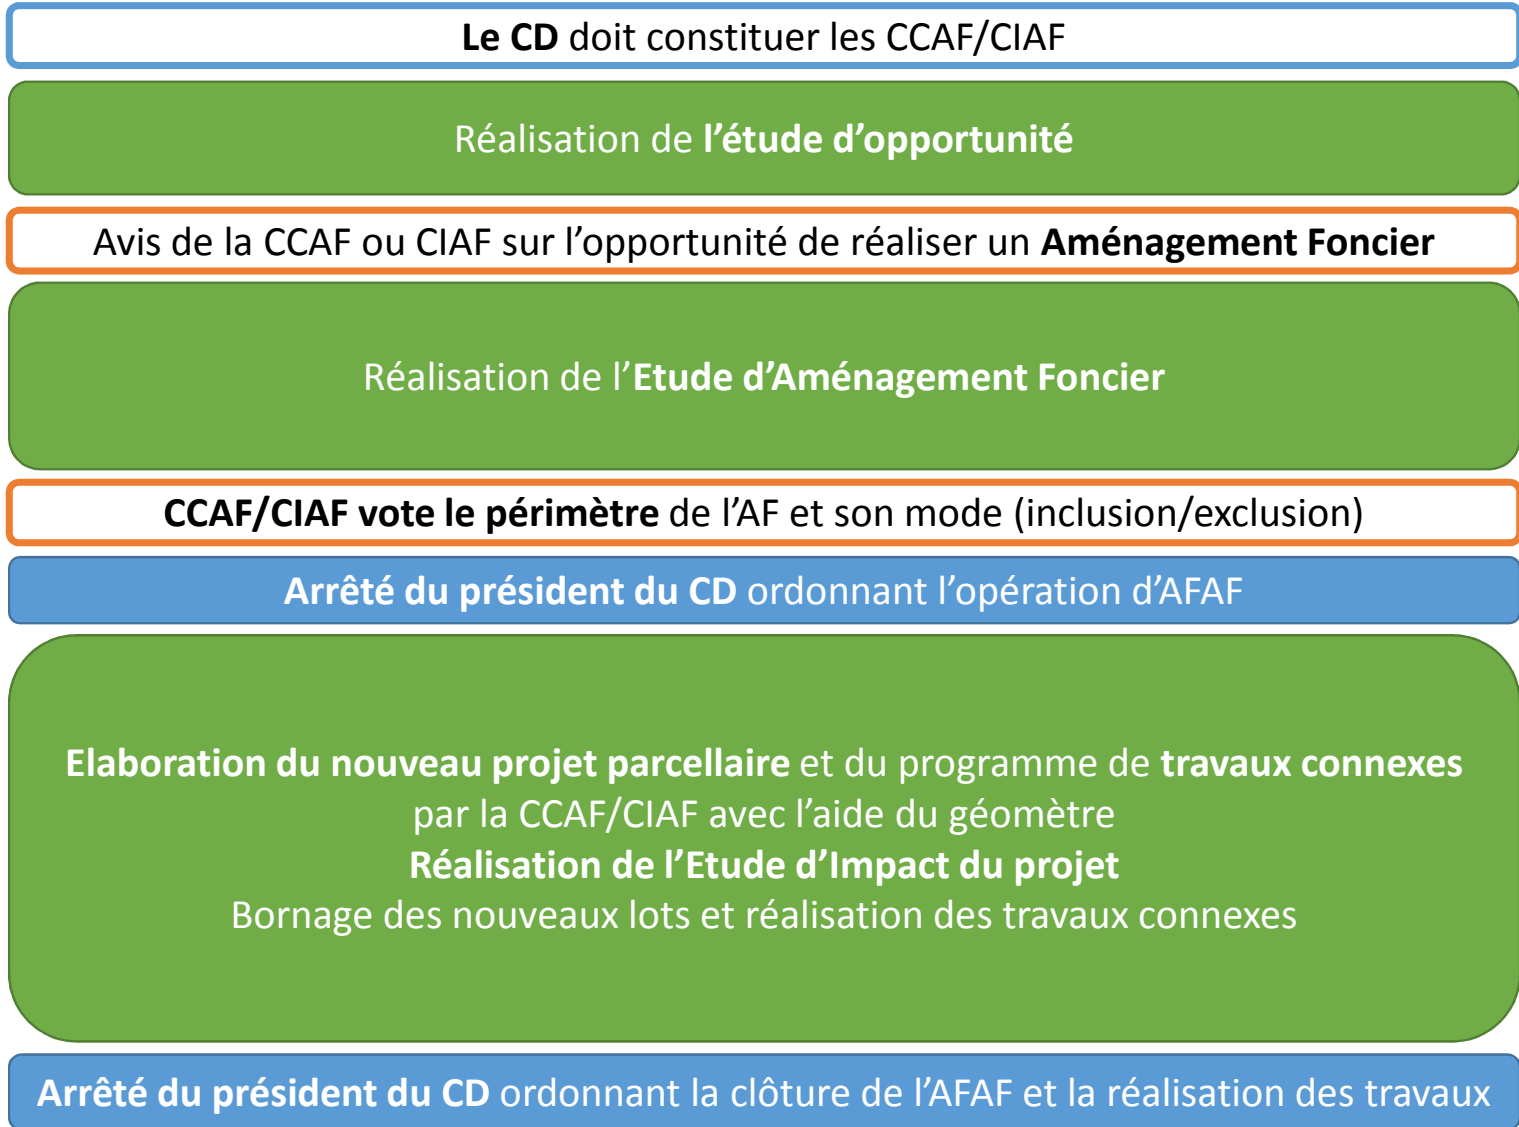 Le CD doit constituer les CCAF/CIAF
Réalisation de l’étude d’opportunité
Avis de la CCAF ou CIAF sur l’opportunité de réaliser un Aménagement Foncier
Réalisation de l’Etude d’Aménagement Foncier
CCAF/CIAF vote le périmètre de l’AF et son mode (inclusion/exclusion)
Arrêté du président du CD ordonnant l’opération d’AFAF
Elaboration du nouveau projet parcellaire et du programme de travaux connexes
par la CCAF/CIAF avec l’aide du géomètre
Réalisation de l’Etude d’Impact du projet
Bornage des nouveaux lots et réalisation des travaux connexes
Arrêté du président du CD ordonnant la clôture de l’AFAF et la réalisation des travaux